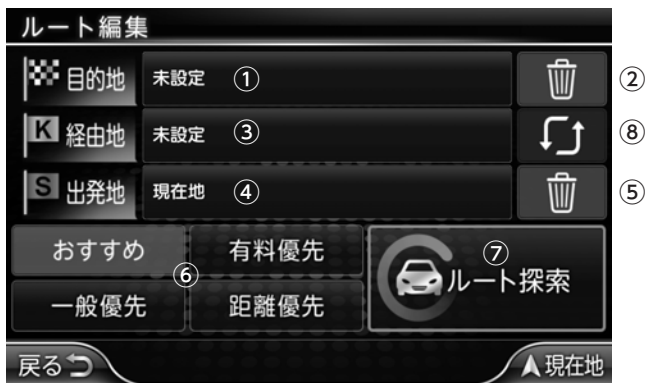 ルート編集
目的地 未設定 ① ②
K 経由地 未設定 ③ ⑧
S 出発地 現在地 ④ ⑤
おすすめ 有料優先 ⑦
⑥ ルート探索
一般優先 距離優先
戻る 現在地